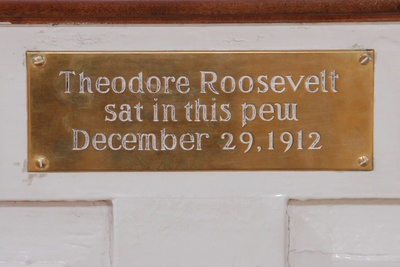 Theodore Roosevelt
sat in this pew
December 29, 1912